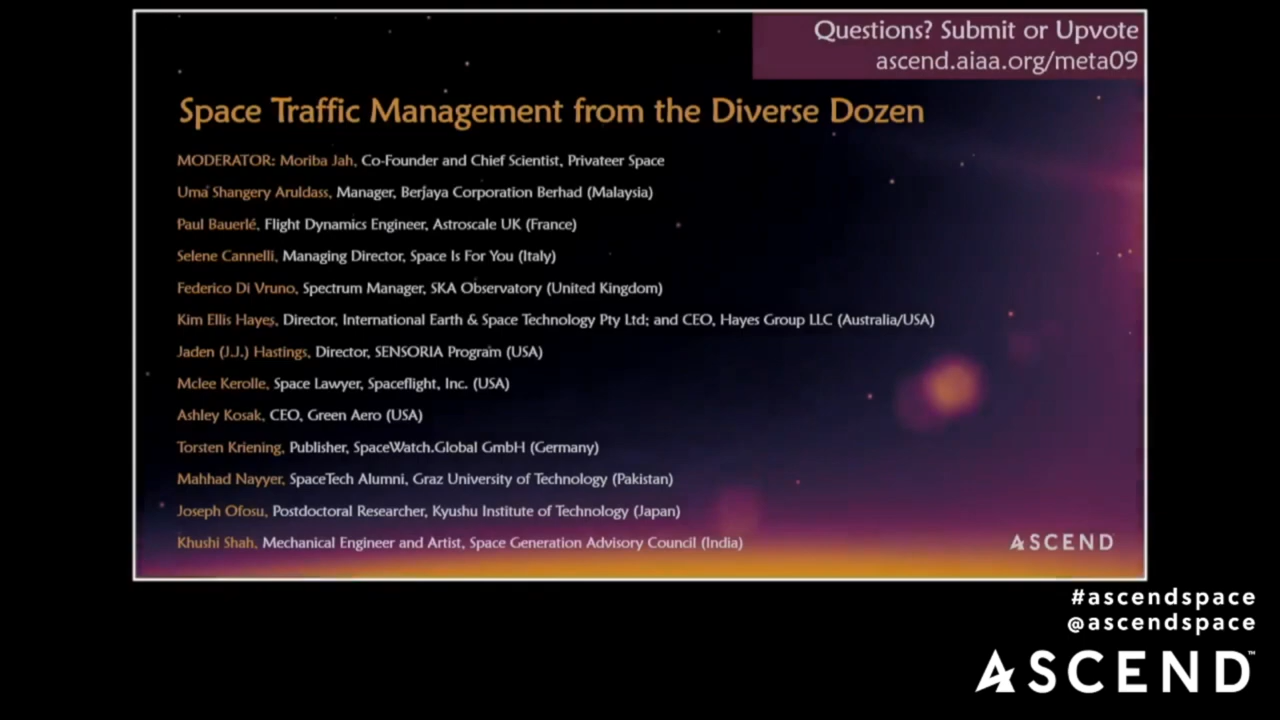 Questions? Submit or Upvote
ascend.aiaa.org/meta09
Space Traffic Management from the Diverse Dozen
MODERATOR: Moriba Jah, Co-Founder and Chief Scientist, Privateer Space
Uma Shangery Aruldass, Manager, Berjaya Corporation Berhad (Malaysia)
Paul Bauerlé, Flight Dynamics Engineer, Astroscale UK (France)
Selene Cannelli, Managing Director, Space Is For You (Italy)
Federico Di Vruno, Spectrum Manager, SKA Observatory (United Kingdom)
Kim Ellis Hayes, Director, International Earth & Space Technology Pty Ltd; and CEO, Hayes Group LLC (Australia/USA)
Jaden (J.J.) Hastings, Director, SENSORIA Program (USA)
Mclee Kerolle, Space Lawyer, Spaceflight, Inc. (USA)
Ashley Kosak, CEO, Green Aero (USA)
Torsten Kriening, Publisher, SpaceWatch.Global GmbH (Germany)
Mahhad Nayyer, SpaceTech Alumni, Graz University of Technology (Pakistan)
Joseph Ofosu, Postdoctoral Researcher, Kyushu Institute of Technology (Japan)
Khushi Shah, Mechanical Engineer and Artist, Space Generation Advisory Council (India)
ASCEND
#ascendspace
@ascendspace
ASCEND™